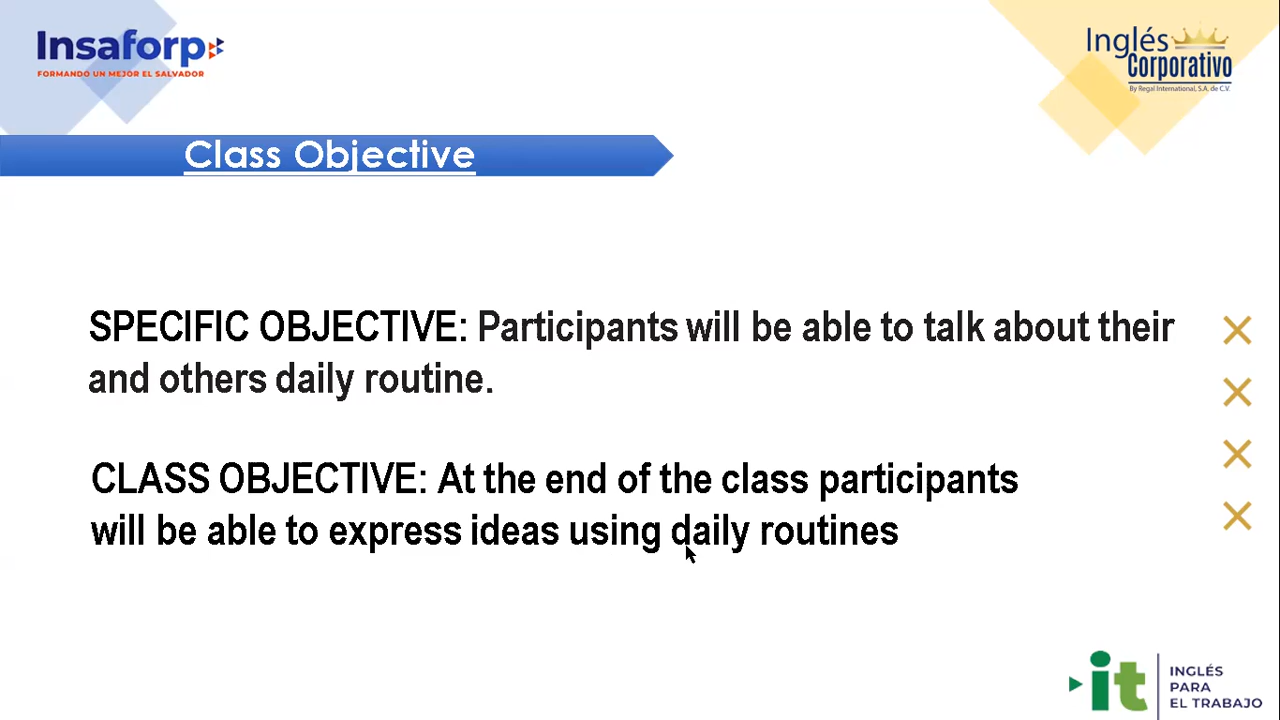 Insaforp
FORMANDO UN MEJOR EL SALVADOR
Inglés
Corporativo
By Regal International, S.A. de C.V.
Class Objective
SPECIFIC OBJECTIVE: Participants will be able to talk about their
and others daily routine.
CLASS OBJECTIVE: At the end of the class participants
will be able to express ideas using daily routines
it
INGLÉS
PARA
EL TRABAJO